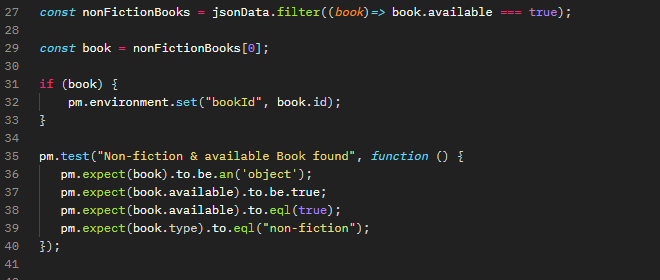 27 const nonFictionBooks = jsonData.filter((book)=> book.available === true);
28
29 const book = nonFictionBooks[0];
30
31 if (book) {
32     pm.environment.set("bookId", book.id);
33 }
34
35 pm.test("Non-fiction & available Book found", function () {
36    pm.expect(book).to.be.an('object');
37    pm.expect(book.available).to.be.true;
38    pm.expect(book.available).to.eql(true);
39    pm.expect(book.type).to.eql("non-fiction");
40 });
41